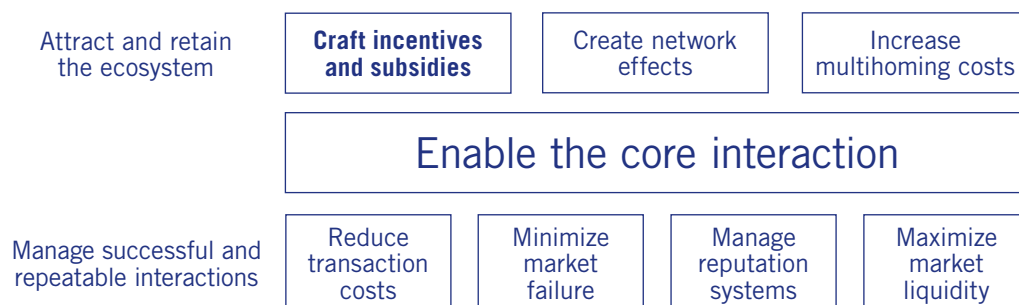 Attract and retain
the ecosystem
Craft incentives
and subsidies
Create network
effects
Increase
multihoming costs
Enable the core interaction
Manage successful and
repeatable interactions
Reduce
transaction
costs
Minimize
market
failure
Manage
reputation
systems
Maximize
market
liquidity